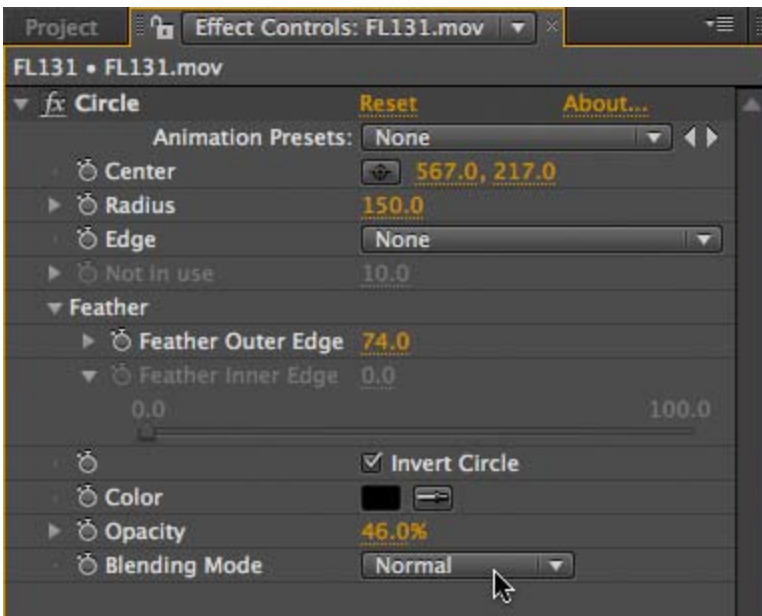 Project Effect Controls: FL131.mov
FL131 • FL131.mov
fx Circle Reset About...
Animation Presets: None
Center 567.0, 217.0
Radius 150.0
Edge None
Not in use 10.0
Feather
Feather Outer Edge 74.0
Feather Inner Edge 0.0
0.0 100.0
Invert Circle
Color
Opacity 46.0%
Blending Mode Normal